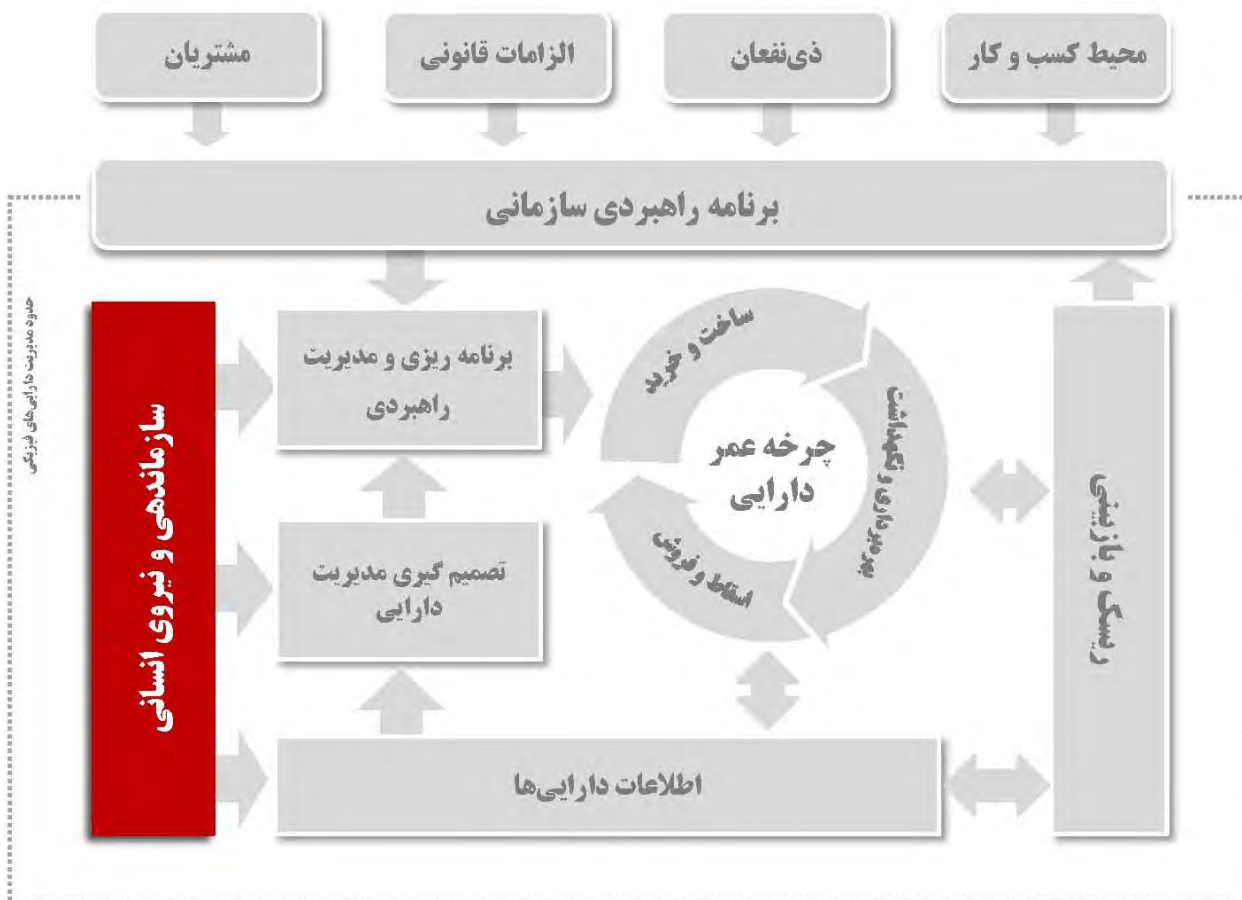 محیط کسب و کار
ذی‌نفعان
الزامات قانونی
مشتریان
برنامه راهبردی سازمانی
حدود مدیریت دارایی‌های فیزیکی
سازماندهی و نیروی انسانی
برنامه ریزی و مدیریت
راهبردی
تصمیم گیری مدیریت
دارایی
اطلاعات دارایی‌ها
ساخت و خرید
بهره‌برداری و نگهداشت
اسقاط و فروش
چرخه عمر
دارایی
ریسک و بازبینی